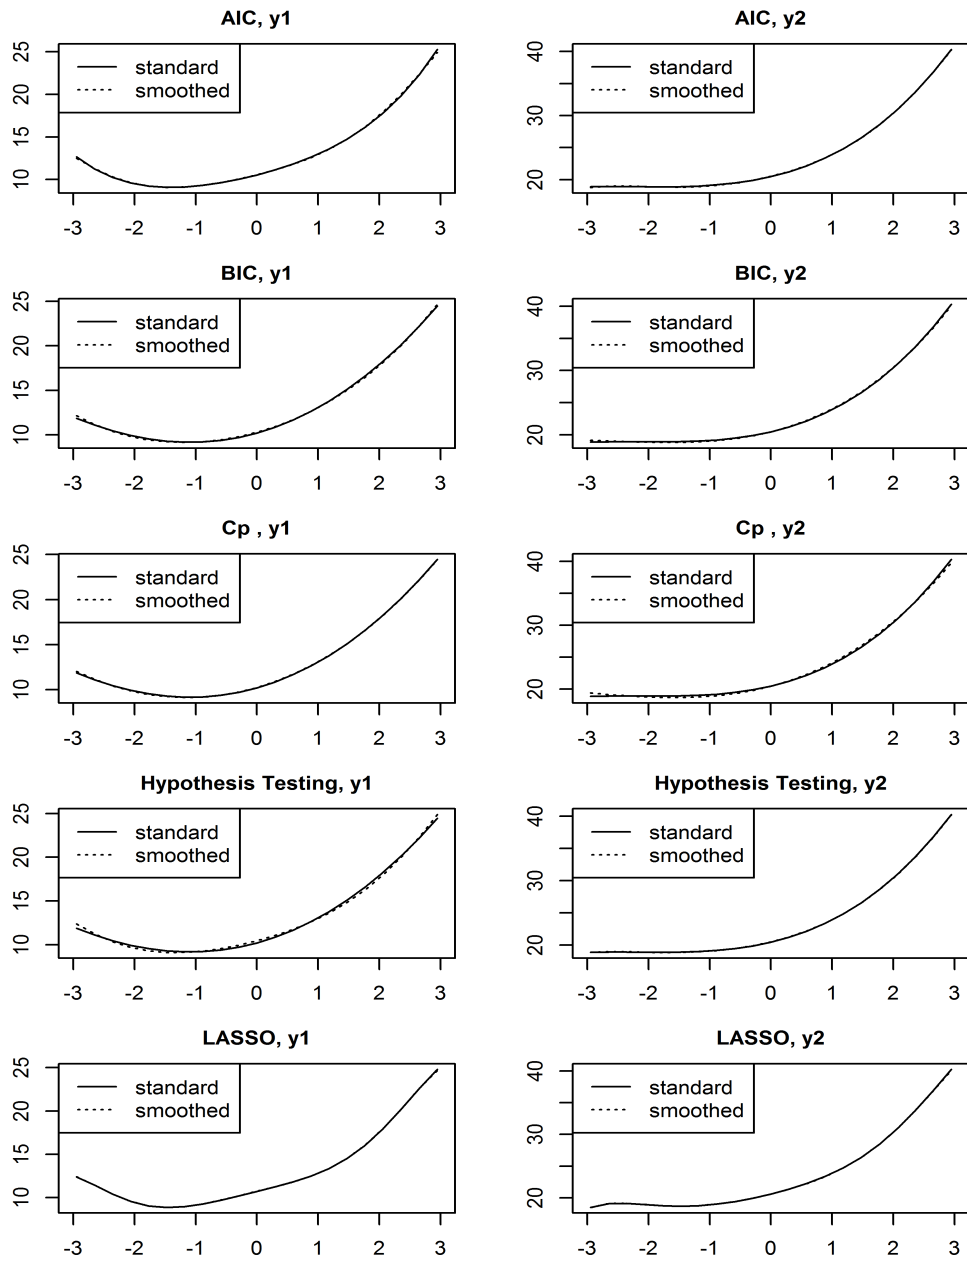 AIC, y1
standard
smoothed
25
20
15
10
-3 -2 -1 0 1 2 3
AIC, y2
standard
smoothed
40
30
20
-3 -2 -1 0 1 2 3
BIC, y1
standard
smoothed
25
20
15
10
-3 -2 -1 0 1 2 3
BIC, y2
standard
smoothed
40
30
20
-3 -2 -1 0 1 2 3
Cp , y1
standard
smoothed
25
20
15
10
-3 -2 -1 0 1 2 3
Cp , y2
standard
smoothed
40
30
20
-3 -2 -1 0 1 2 3
Hypothesis Testing, y1
standard
smoothed
25
20
15
10
-3 -2 -1 0 1 2 3
Hypothesis Testing, y2
standard
smoothed
40
30
20
-3 -2 -1 0 1 2 3
LASSO, y1
standard
smoothed
25
20
15
10
-3 -2 -1 0 1 2 3
LASSO, y2
standard
smoothed
40
30
20
-3 -2 -1 0 1 2 3